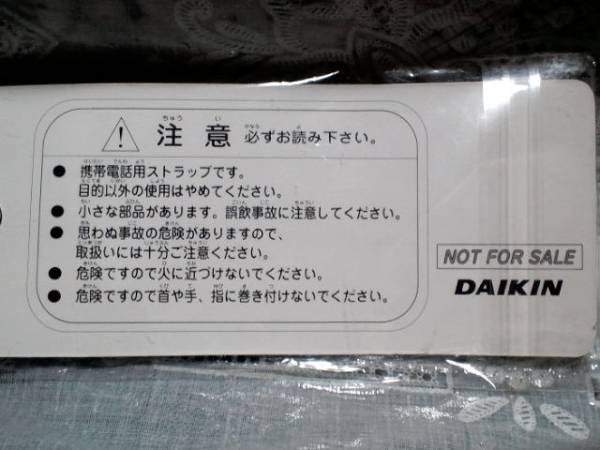 注意 必ずお読み下さい。
● 携帯電話用ストラップです。
目的以外の使用はやめてください。
● 小さな部品があります。誤飲事故に注意してください。
● 思わぬ事故の危険がありますので、
取扱いには十分ご注意ください。
● 危険ですので火に近づけないでください。
● 危険ですので首や手、指に巻き付けないでください。
NOT FOR SALE
DAIKIN